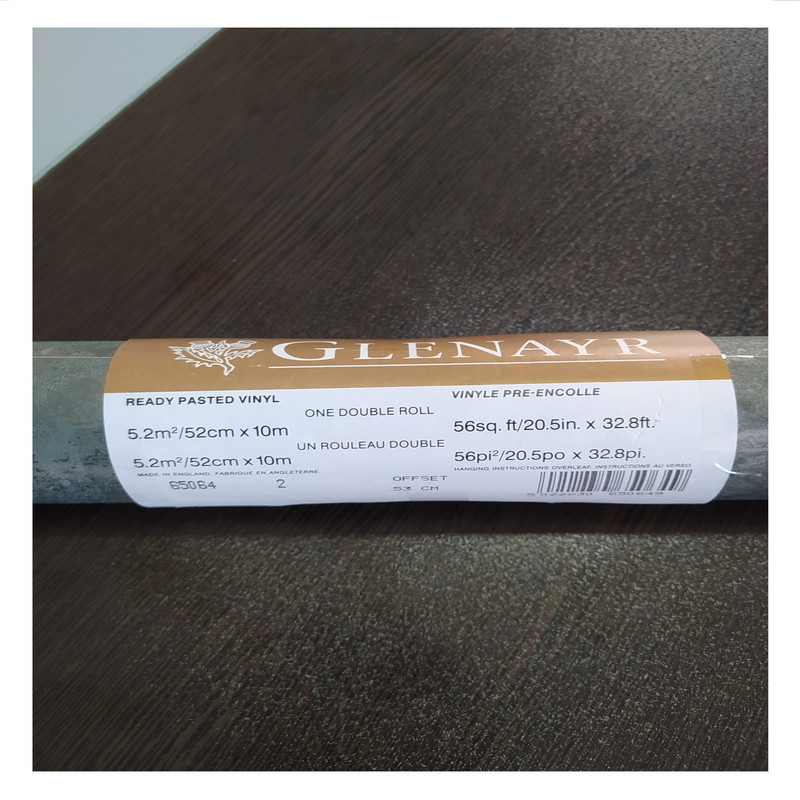 GLENAYR
READY PASTED VINYL
VINYLE PRE-ENCOLLE
ONE DOUBLE ROLL
5.2m²/52cm x 10m
56sq. ft/20.5in. x 32.8ft.
UN ROULEAU DOUBLE
5.2m²/52cm x 10m
56pi²/20.5po x 32.8pi.
MADE IN ENGLAND. FABRIQUE EN ANGLETERRE.
HANGING INSTRUCTIONS OVERLEAF, INSTRUCTIONS AU VERSO
65064 2
OFFSET
53 CM